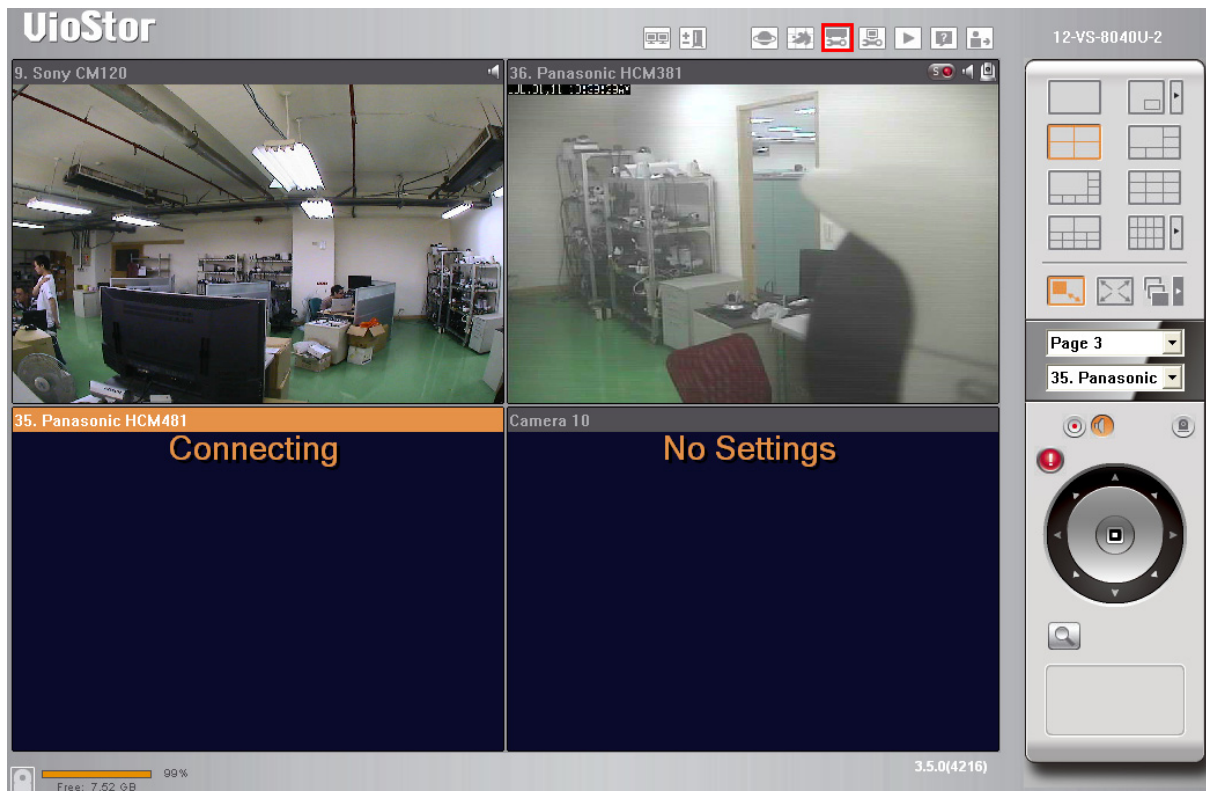 VioStor
12-VS-8040U-2
9. Sony CM120
36. Panasonic HCM381
S
Page 3
35. Panasonic
35. Panasonic HCM481
Camera 10
Connecting
No Settings
99%
Free: 7.52 GB
3.5.0(4216)